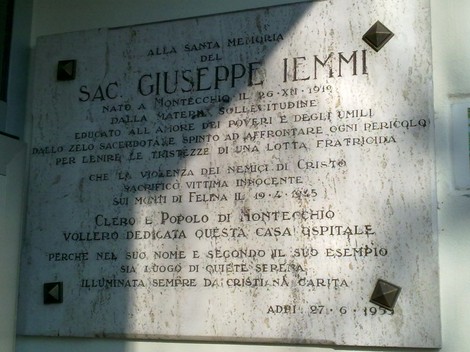 ALLA SANTA MEMORIA
DEL
SAC. GIUSEPPE IEMMI
NATO A MONTECCHIO IL 26-XII-1919
DALLA MATERNA SOLLECITUDINE
EDUCATO ALL'AMORE DEI POVERI E DEGLI UMILI
DALLO ZELO SACERDOTALE SPINTO AD AFFRONTARE OGNI PERICOLO
PER LENIRE LE TRISTEZZE DI UNA LOTTA FRATRICIDA
CHE LA VIOLENZA DEI NEMICI DI CRISTO
SACRIFICÒ VITTIMA INNOCENTE
SUI MONTI DI FELINA IL 19-4-1945
CLERO E POPOLO DI MONTECCHIO
VOLLERO DEDICATA QUESTA CASA OSPITALE
PERCHÈ NEL SUO NOME E SECONDO IL SUO ESEMPIO
SIA LUOGO DI QUIETE SERENA
ILLUMINATA SEMPRE DA CRISTIANA CARITÀ
27-6-1955